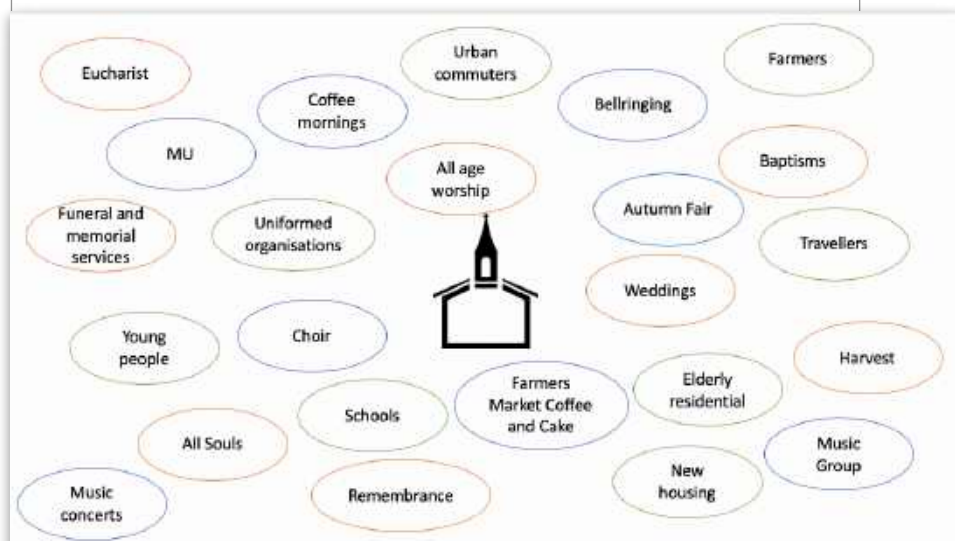 Eucharist
Coffee
mornings
Urban
commuters
Bellringing
Farmers
MU
All age
worship
Baptisms
Funeral and
memorial
services
Uniformed
organisations
Autumn Fair
Travellers
Weddings
Young
people
Choir
Farmers
Market Coffee
and Cake
Elderly
residential
Harvest
All Souls
Schools
Music
Group
Music
concerts
Remembrance
New
housing